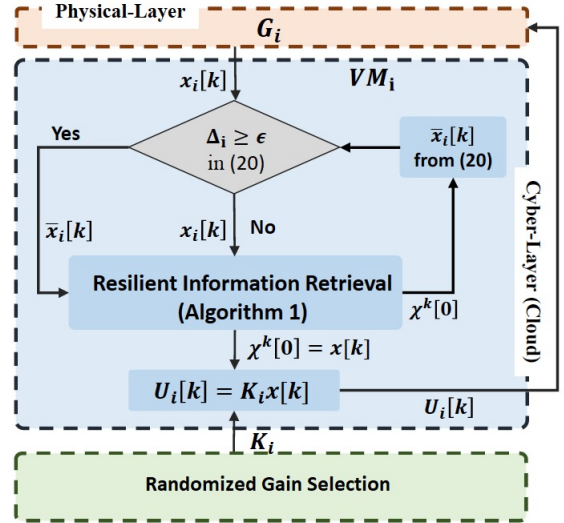 Physical-Layer
G_i
x_i[k]
VM_i
Yes
Δ_i ≥ ϵ
in (20)
x̅_i[k]
from (20)
x̅_i[k]
x_i[k]
No
Resilient Information Retrieval
(Algorithm 1)
χ^k[0]
χ^k[0] = x[k]
U_i[k] = K_i x[k]
U_i[k]
Cyber-Layer (Cloud)
K_i
Randomized Gain Selection